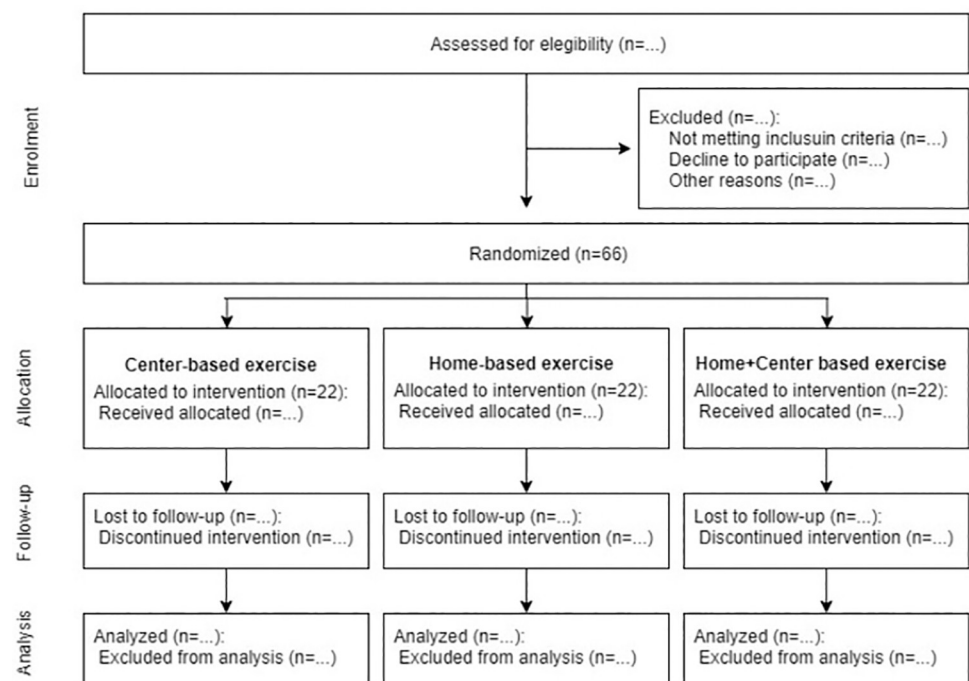 Assessed for elegibility (n=...)
Enrolment
Excluded (n=...):
Not metting inclusuin criteria (n=...)
Decline to participate (n=...)
Other reasons (n=...)
Randomized (n=66)
Allocation
Center-based exercise
Allocated to intervention (n=22):
Received allocated (n=...)
Home-based exercise
Allocated to intervention (n=22):
Received allocated (n=...)
Home+Center based exercise
Allocated to intervention (n=22):
Received allocated (n=...)
Follow-up
Lost to follow-up (n=...):
Discontinued intervention (n=...)
Lost to follow-up (n=...):
Discontinued intervention (n=...)
Lost to follow-up (n=...):
Discontinued intervention (n=...)
Analysis
Analyzed (n=...):
Excluded from analysis (n=...)
Analyzed (n=...):
Excluded from analysis (n=...)
Analyzed (n=...):
Excluded from analysis (n=...)